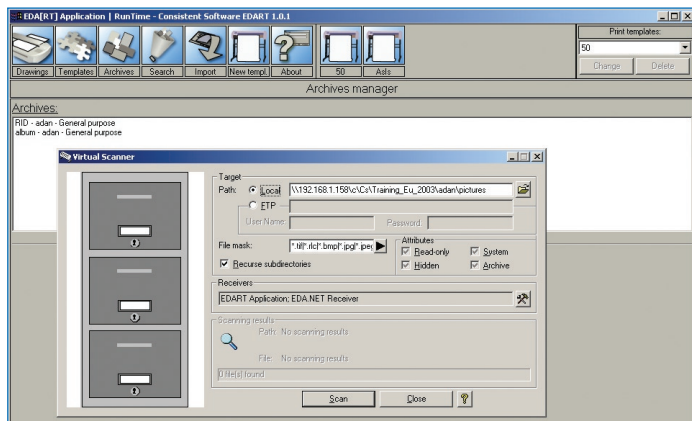 EDA[RT] Application | RunTime - Consistent Software EDART 1.0.1
Drawings Templates Archives Search Import New templ. About 50 AsIs
Print templates:
50
Change Delete
Archives manager
Archives:
RID - adan - General purpose
album - adan - General purpose
Virtual Scanner
Target
Path: Local \\192.168.1.158\c\Cs\Training_Eu_2003\adan\pictures
FTP
User Name: Password:
File mask: *.tif|*.rlc|*.bmp|*.jpg|*.jpeg
Recurse subdirectories
Attributes
Read-only System
Hidden Archive
Receivers
EDART Application; EDA.NET Receiver
Scanning results
Path: No scanning results
File: No scanning results
0 file(s) found
Scan Close ?